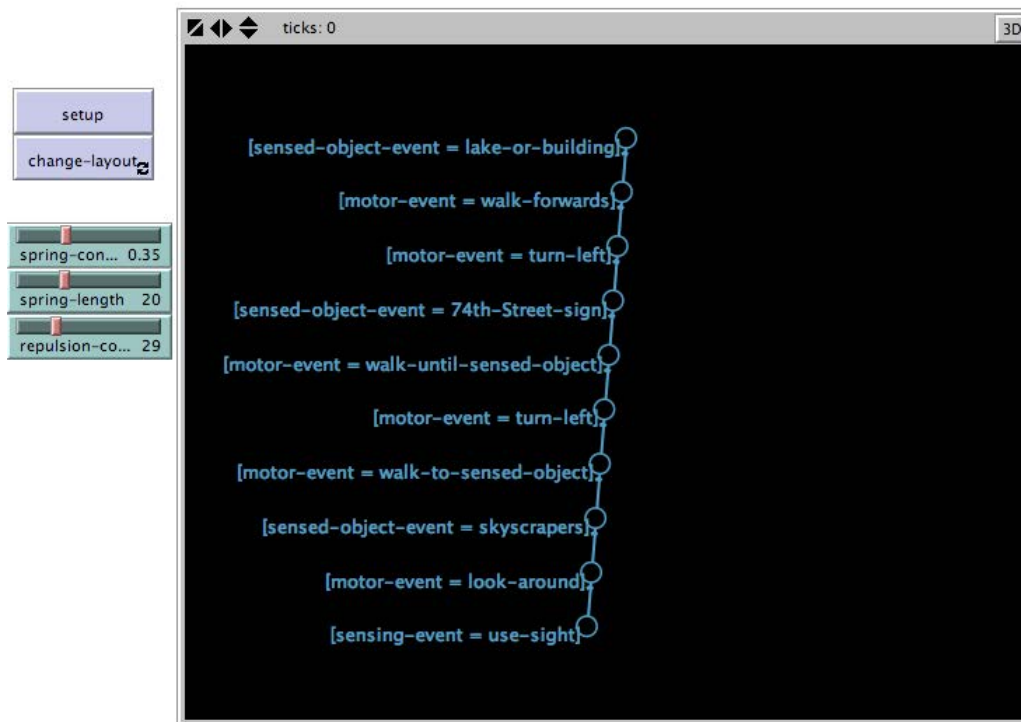 ticks: 0
3D
setup
change-layout
spring-con... 0.35
spring-length 20
repulsion-co... 29
[sensed-object-event = lake-or-building]
[motor-event = walk-forwards]
[motor-event = turn-left]
[sensed-object-event = 74th-Street-sign]
[motor-event = walk-until-sensed-object]
[motor-event = turn-left]
[motor-event = walk-to-sensed-object]
[sensed-object-event = skyscrapers]
[motor-event = look-around]
[sensing-event = use-sight]